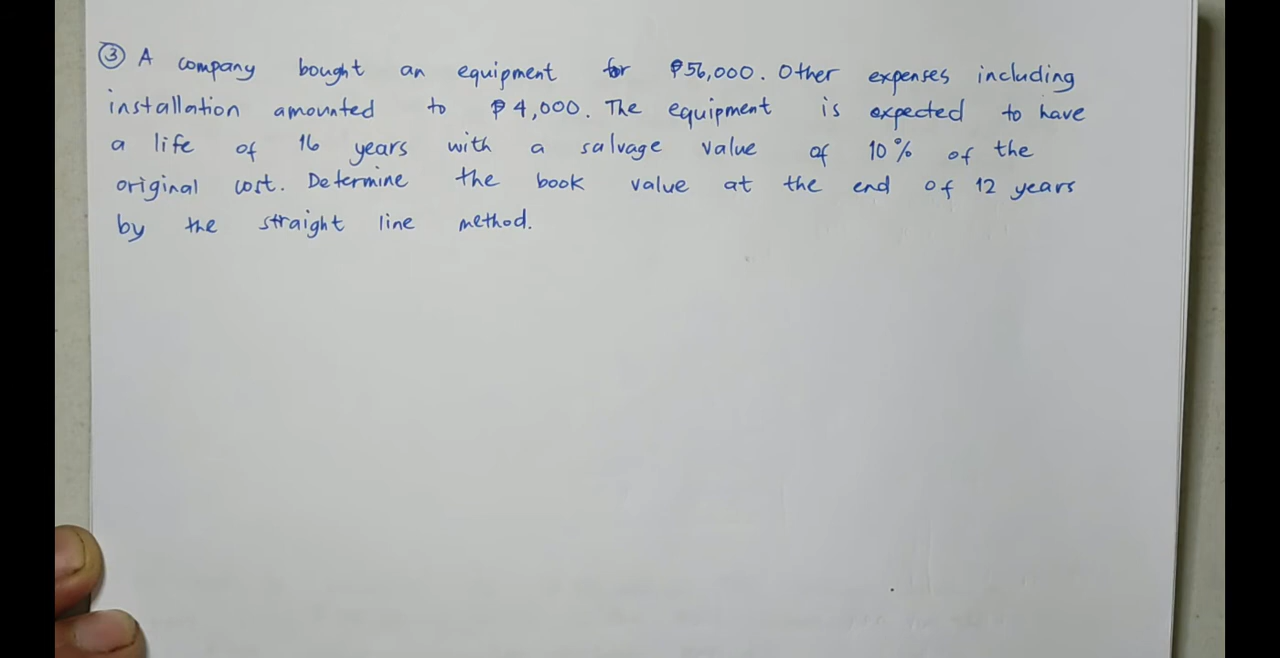 ③ A company bought an equipment for ₱56,000. Other expenses including
installation amounted to ₱4,000. The equipment is expected to have
a life of 16 years with a salvage value of 10% of the
original cost. Determine the book value at the end of 12 years
by the straight line method.